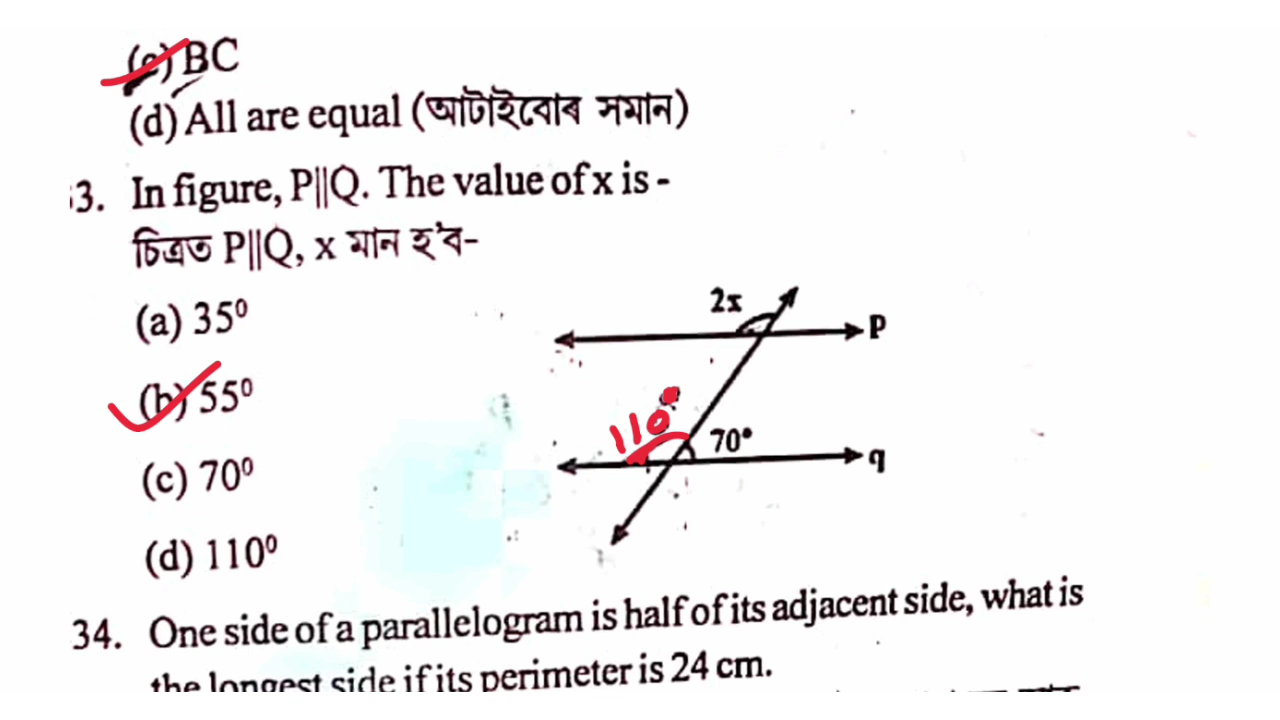 (c) BC
(d) All are equal (আটাইবোৰ সমান)
3. In figure, P||Q. The value of x is -
চিত্ৰত P||Q, x মান হ'ব-
(a) 35⁰
(b) 55⁰
(c) 70⁰
(d) 110⁰
2x
P
110°
70°
q
34. One side of a parallelogram is half of its adjacent side, what is
the longest side if its perimeter is 24 cm.